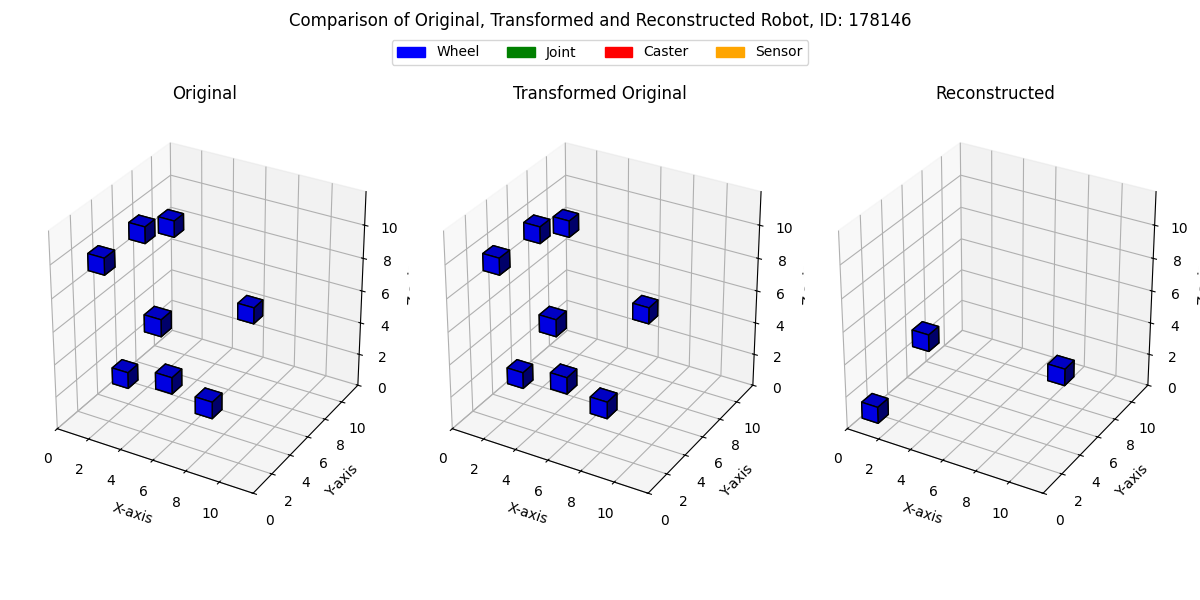 Comparison of Original, Transformed and Reconstructed Robot, ID: 178146
Wheel Joint Caster Sensor
Original Transformed Original Reconstructed
10 10 10
8 8 8
6 6 6
4 4 4
2 2 2
0 0 0
0 2 4 6 8 10 0 2 4 6 8 10 0 2 4 6 8 10
0 2 4 6 8 10 0 2 4 6 8 10 0 2 4 6 8 10
X-axis Y-axis X-axis Y-axis X-axis Y-axis